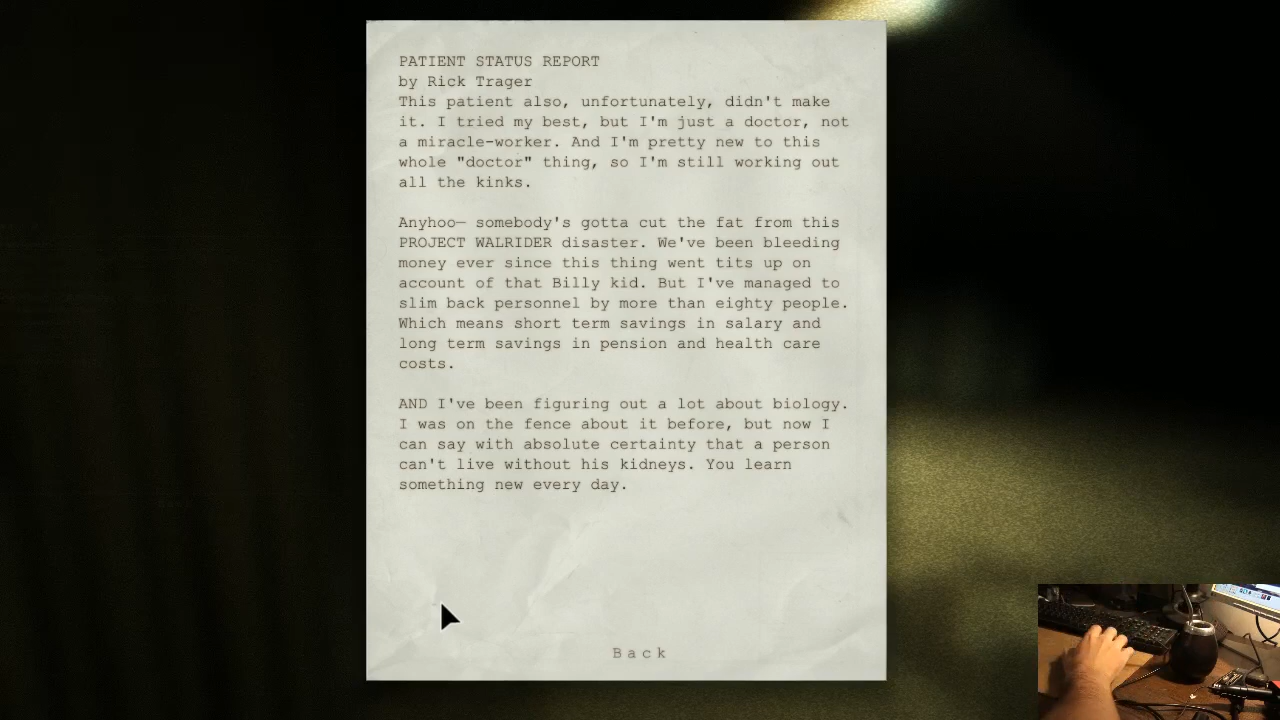 PATIENT STATUS REPORT
by Rick Trager
This patient also, unfortunately, didn't make
it. I tried my best, but I'm just a doctor, not
a miracle-worker. And I'm pretty new to this
whole "doctor" thing, so I'm still working out
all the kinks.
Anyhoo— somebody's gotta cut the fat from this
PROJECT WALRIDER disaster. We've been bleeding
money ever since this thing went tits up on
account of that Billy kid. But I've managed to
slim back personnel by more than eighty people.
Which means short term savings in salary and
long term savings in pension and health care
costs.
AND I've been figuring out a lot about biology.
I was on the fence about it before, but now I
can say with absolute certainty that a person
can't live without his kidneys. You learn
something new every day.
Back